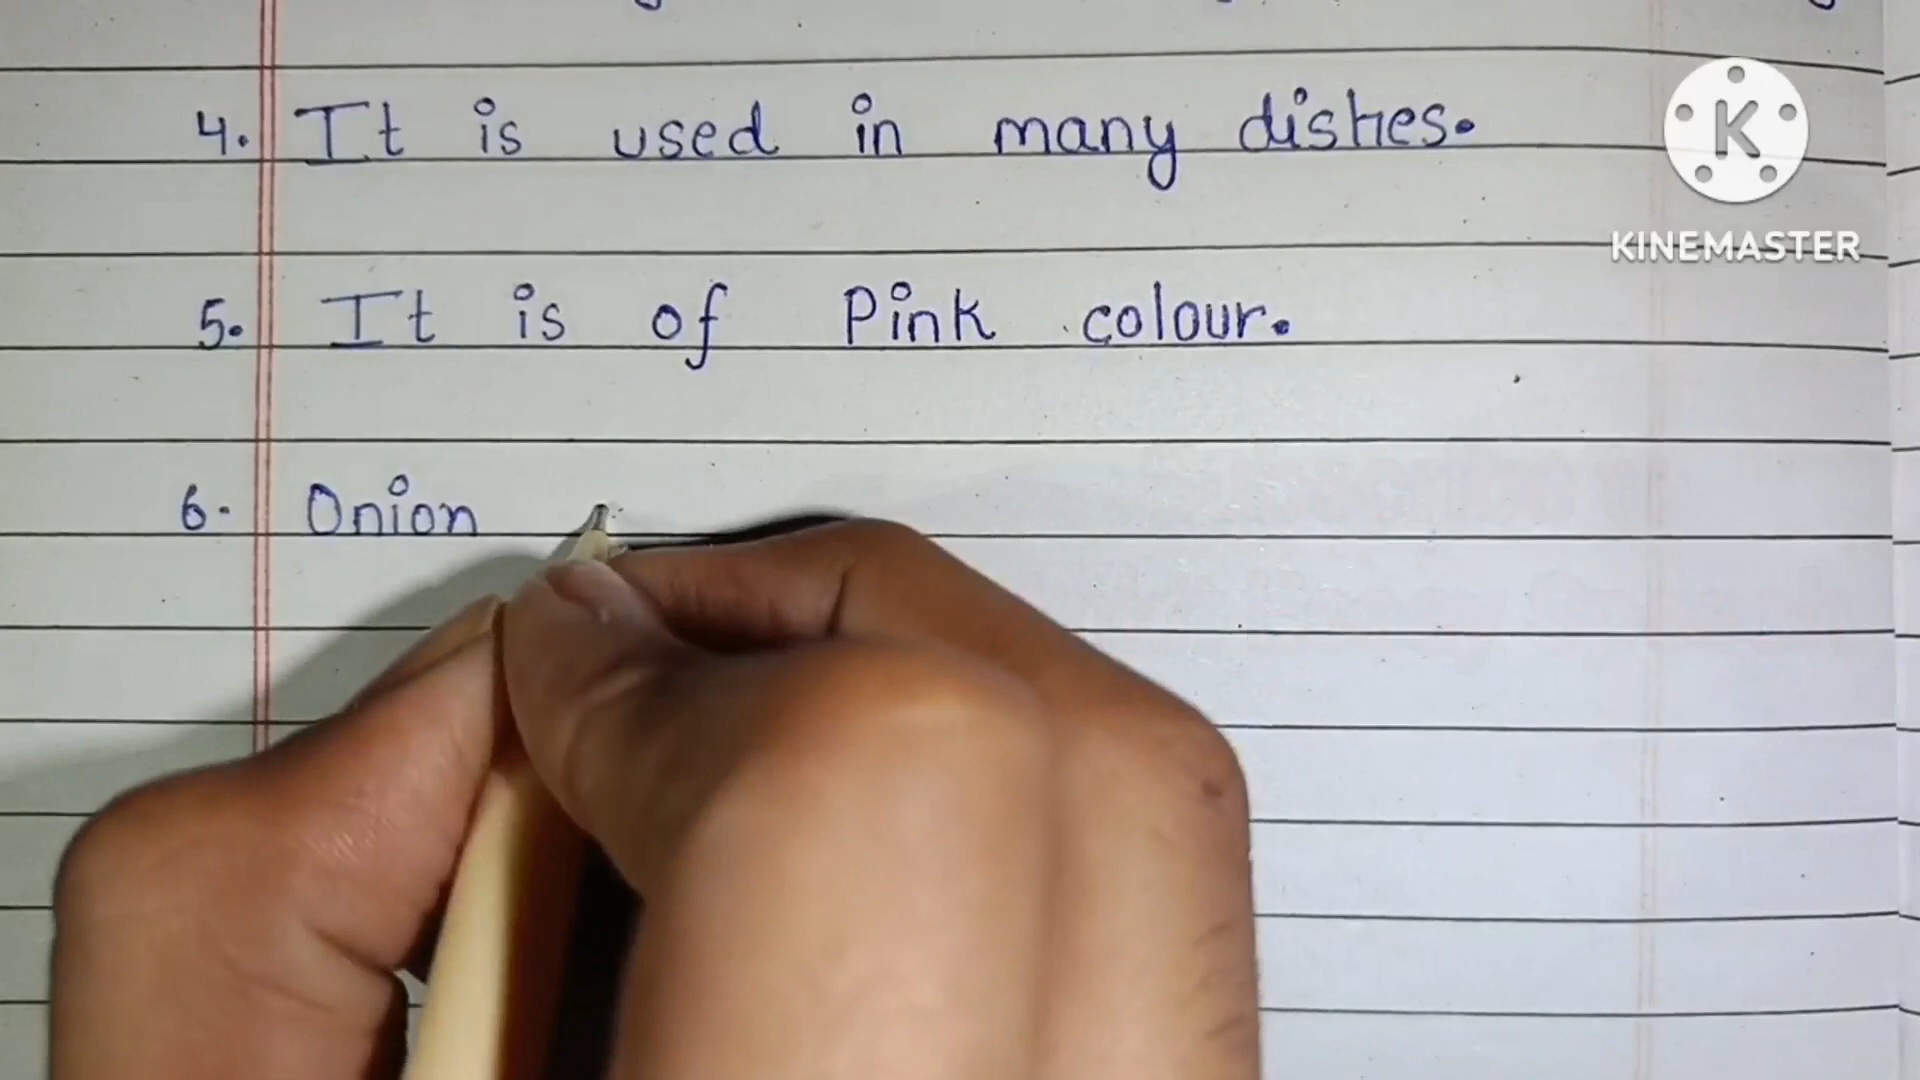 4. It is used in many dishes.
5. It is of Pink colour.
6. Onion
K
KINEMASTER